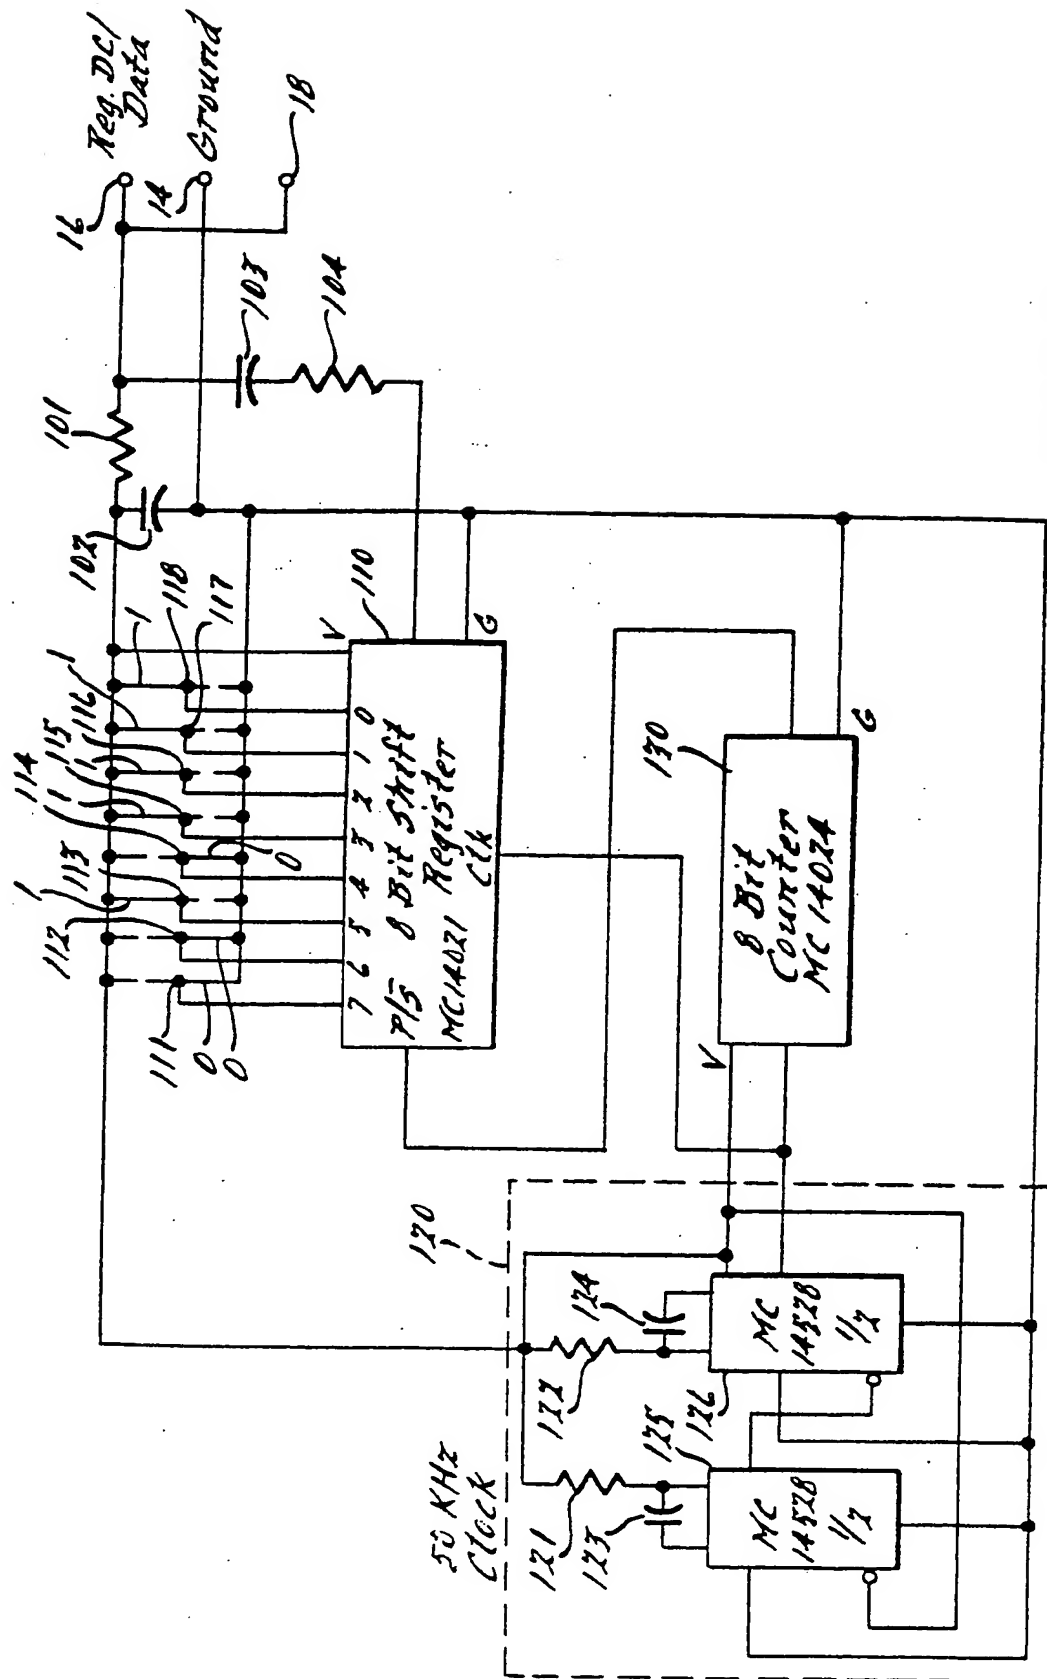 Reg. DC/
Data
16
Ground
14
18
101
102
103
104
118
117
116
115
114
113
112
111
1
1
1
1
1
0
0
0
V
110
G
0 1 2 3 4 5 6 7
P/S̅ 8 Bit Shift
Register
MC14021 Clk
130
8 Bit
Counter
MC 14024
V
G
120
50 KHz
Clock
124
122
126
MC
14528
1/2
121
123
125
MC
14528
1/2